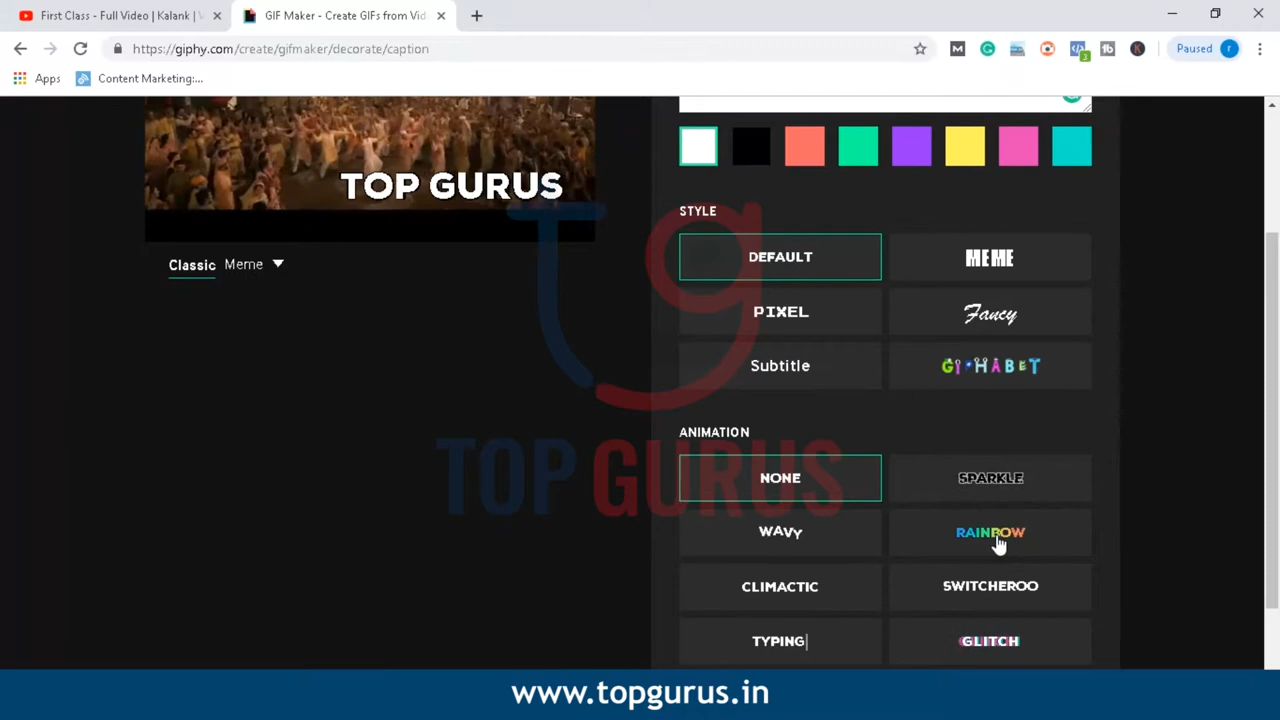 First Class - Full Video | Kalank | V
GIF Maker - Create GIFs from Vide
https://giphy.com/create/gifmaker/decorate/caption
Paused
r
Apps
Content Marketing:...
TOP GURUS
Classic Meme
STYLE
DEFAULT
MEME
PIXEL
Fancy
Subtitle
GIPHABET
ANIMATION
NONE
SPARKLE
WAVY
RAINBOW
CLIMACTIC
SWITCHEROO
TYPING
GLITCH
tg
TOP GURUS
www.topgurus.in